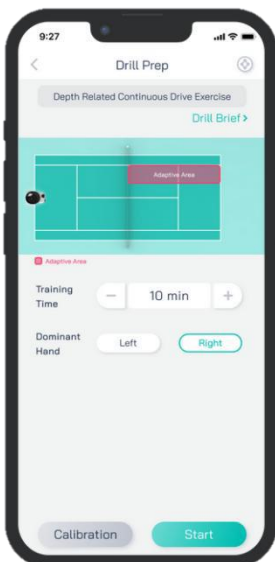 9:27
Drill Prep
Depth Related Continuous Drive Exercise
Drill Brief >
Adaptive Area
Adaptive Area
Training
Time
− 10 min +
Dominant
Hand
Left Right
Calibration Start